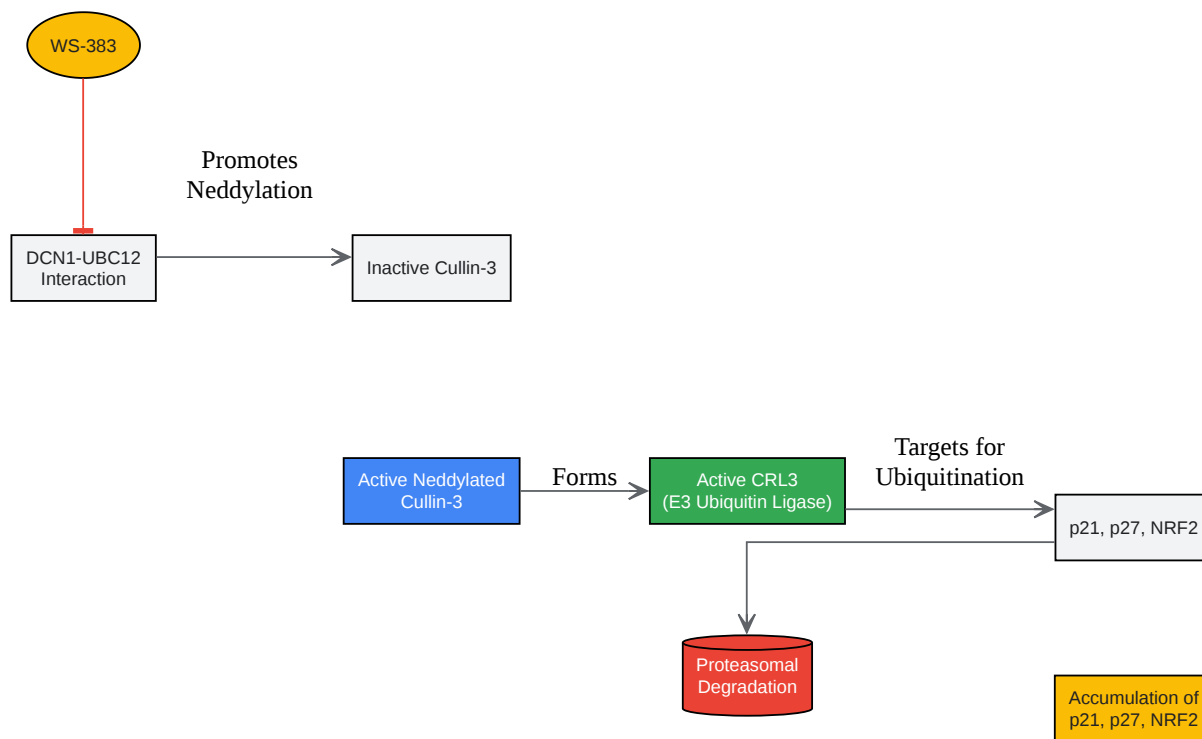 WS-383
Promotes
Neddylation
DCN1-UBC12
Interaction
Inactive Cullin-3
Active Neddylated
Cullin-3
Forms
Active CRL3
(E3 Ubiquitin Ligase)
Targets for
Ubiquitination
p21, p27, NRF2
Proteasomal
Degradation
Accumulation of
p21, p27, NRF2